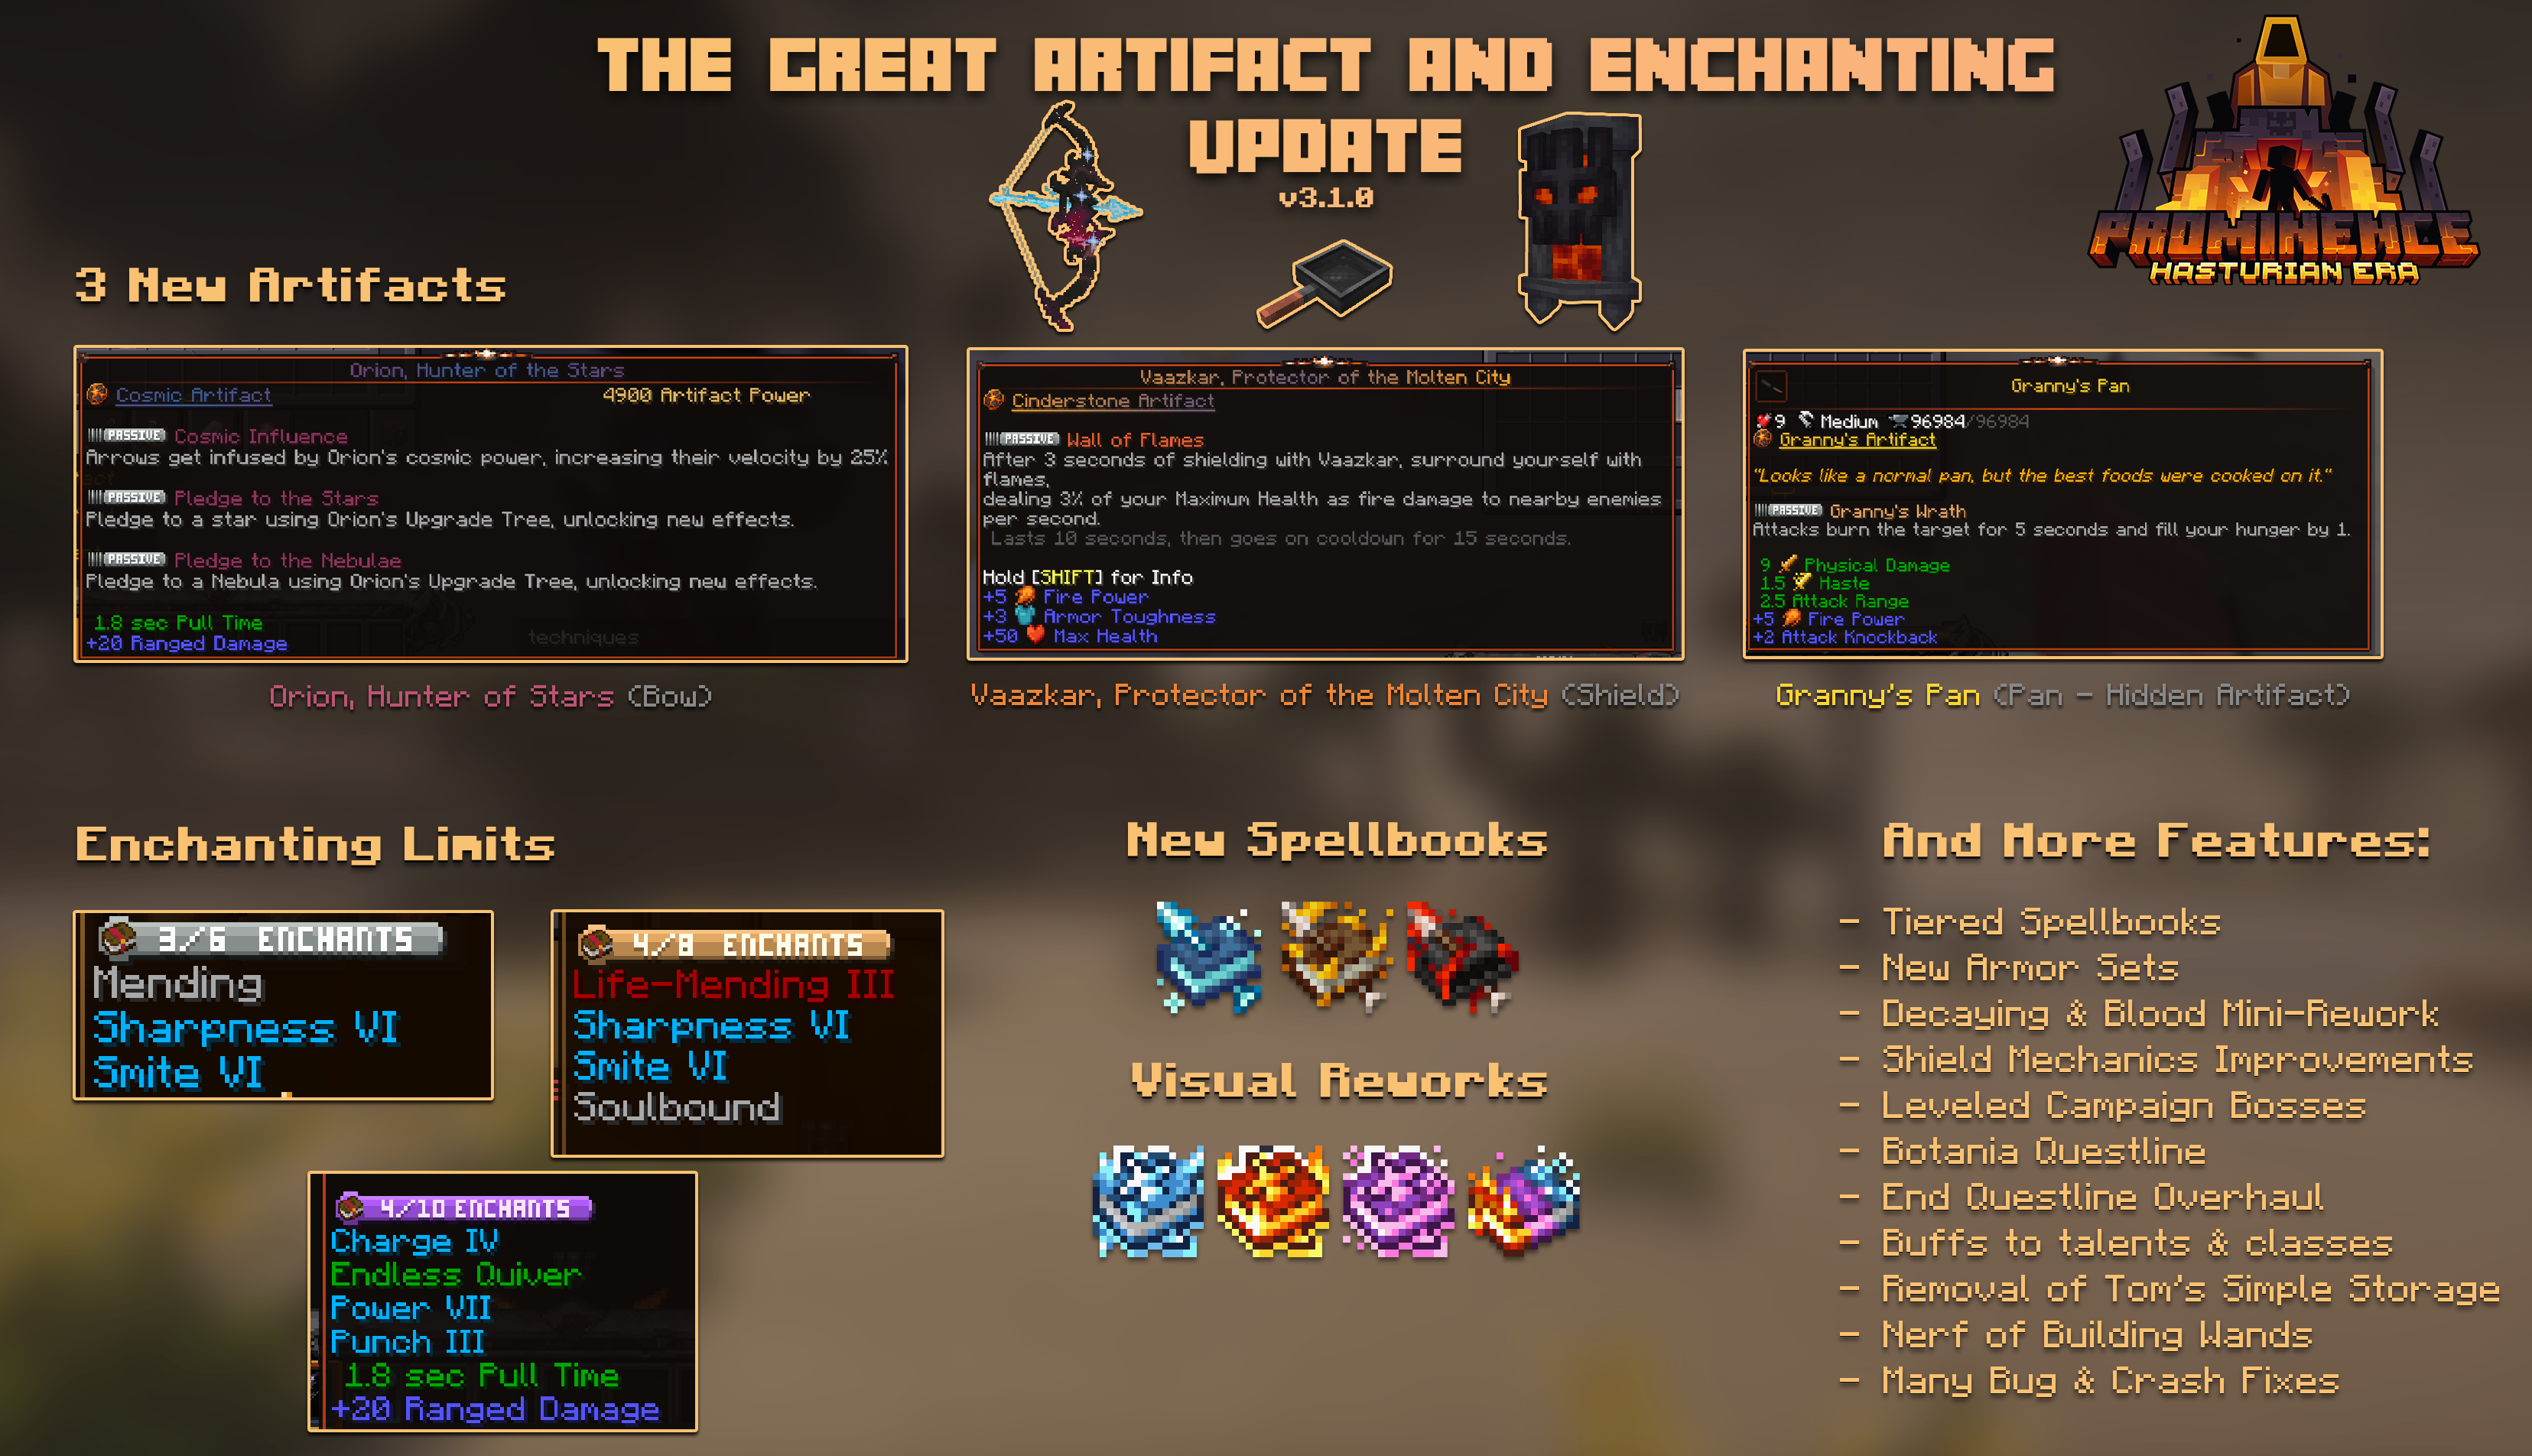 THE GREAT ARTIFACT AND ENCHANTING
UPDATE
v3.1.0
PROMINENCE
HASTURIAN ERA
3 New Artifacts
Orion, Hunter of the Stars
Cosmic Artifact 4900 Artifact Power
PASSIVE Cosmic Influence
Arrows get infused by Orion's cosmic power, increasing their velocity by 25%
PASSIVE Pledge to the Stars
Pledge to a star using Orion's Upgrade Tree, unlocking new effects.
PASSIVE Pledge to the Nebulae
Pledge to a Nebula using Orion's Upgrade Tree, unlocking new effects.
1.8 sec Pull Time
techniques
+20 Ranged Damage
Orion, Hunter of Stars (Bow)
Vaazkar, Protector of the Molten City
Cinderstone Artifact
PASSIVE Wall of Flames
After 3 seconds of shielding with Vaazkar, surround yourself with
flames,
dealing 3% of your Maximum Health as fire damage to nearby enemies
per second.
Lasts 10 seconds, then goes on cooldown for 15 seconds.
Hold [SHIFT] for Info
+5 Fire Power
+3 Armor Toughness
+50 Max Health
Vaazkar, Protector of the Molten City (Shield)
Granny's Pan
9 Medium 96984/96984
Granny's Artifact
"Looks like a normal pan, but the best foods were cooked on it."
PASSIVE Granny's Wrath
Attacks burn the target for 5 seconds and fill your hunger by 1.
9 Physical Damage
1.5 Haste
2.5 Attack Range
+5 Fire Power
+2 Attack Knockback
Granny's Pan (Pan - Hidden Artifact)
Enchanting Limits
3/6 ENCHANTS
Mending
Sharpness VI
Smite VI
4/8 ENCHANTS
Life-Mending III
Sharpness VI
Smite VI
Soulbound
4/10 ENCHANTS
Charge IV
Endless Quiver
Power VII
Punch III
1.8 sec Pull Time
+20 Ranged Damage
New Spellbooks
Visual Reworks
And More Features:
- Tiered Spellbooks
- New Armor Sets
- Decaying & Blood Mini-Rework
- Shield Mechanics Improvements
- Leveled Campaign Bosses
- Botania Questline
- End Questline Overhaul
- Buffs to talents & classes
- Removal of Tom's Simple Storage
- Nerf of Building Wands
- Many Bug & Crash Fixes